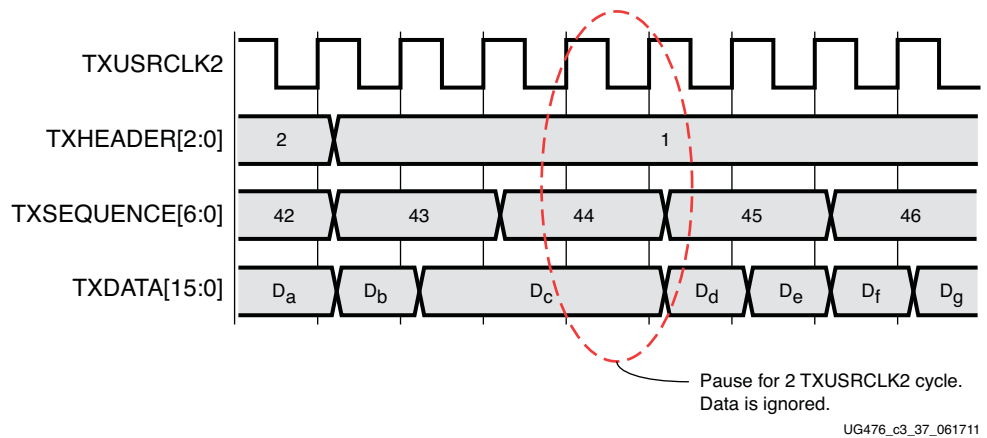 TXUSRCLK2
TXHEADER[2:0] 2 1
TXSEQUENCE[6:0] 42 43 44 45 46
TXDATA[15:0] Da Db Dc Dd De Df Dg
Pause for 2 TXUSRCLK2 cycle.
Data is ignored.
UG476_c3_37_061711